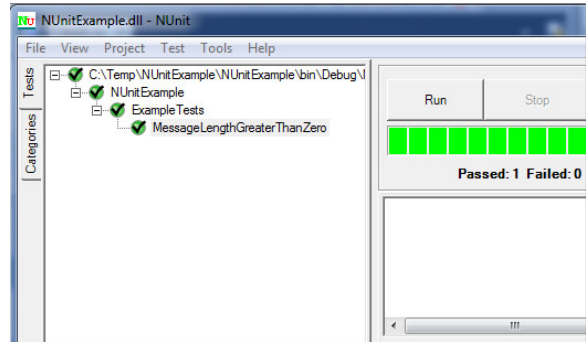 NUnitExample.dll - NUnit
File View Project Test Tools Help
Tests
Categories
C:\Temp\NUnitExample\NUnitExample\bin\Debug\
NUnitExample
ExampleTests
MessageLengthGreaterThanZero
Run
Stop
Passed: 1 Failed: 0